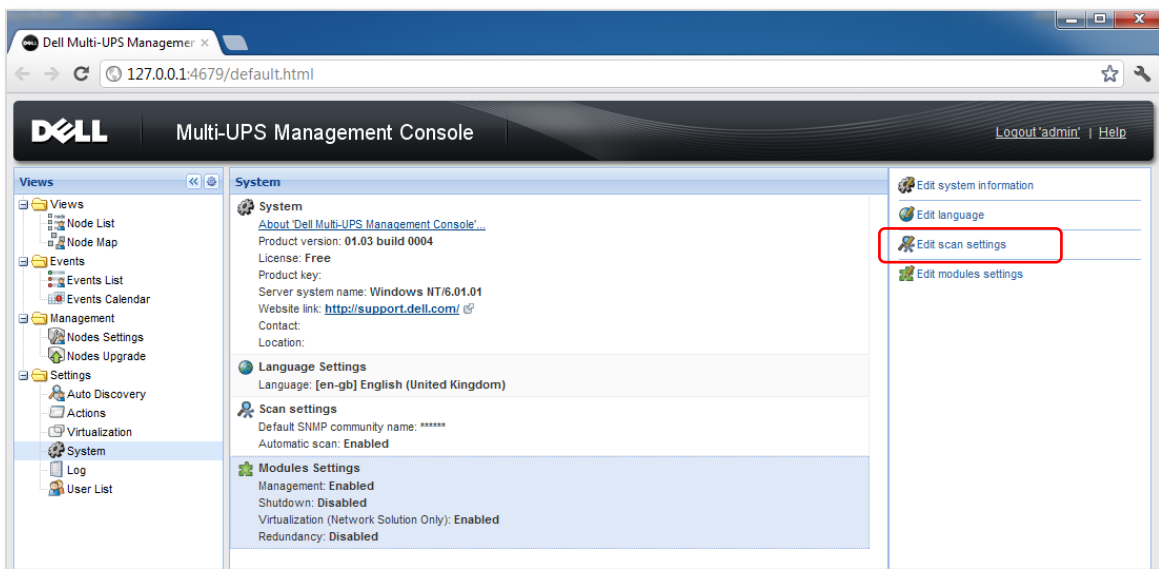 Dell Multi-UPS Managemer
127.0.0.1:4679/default.html
DELL
Multi-UPS Management Console
Logout 'admin' | Help
Views
Views
Node List
Node Map
Events
Events List
Events Calendar
Management
Nodes Settings
Nodes Upgrade
Settings
Auto Discovery
Actions
Virtualization
System
Log
User List
System
System
About 'Dell Multi-UPS Management Console'...
Product version: 01.03 build 0004
License: Free
Product key:
Server system name: Windows NT/6.01.01
Website link: http://support.dell.com/
Contact:
Location:
Language Settings
Language: [en-gb] English (United Kingdom)
Scan settings
Default SNMP community name: ******
Automatic scan: Enabled
Modules Settings
Management: Enabled
Shutdown: Disabled
Virtualization (Network Solution Only): Enabled
Redundancy: Disabled
Edit system information
Edit language
Edit scan settings
Edit modules settings